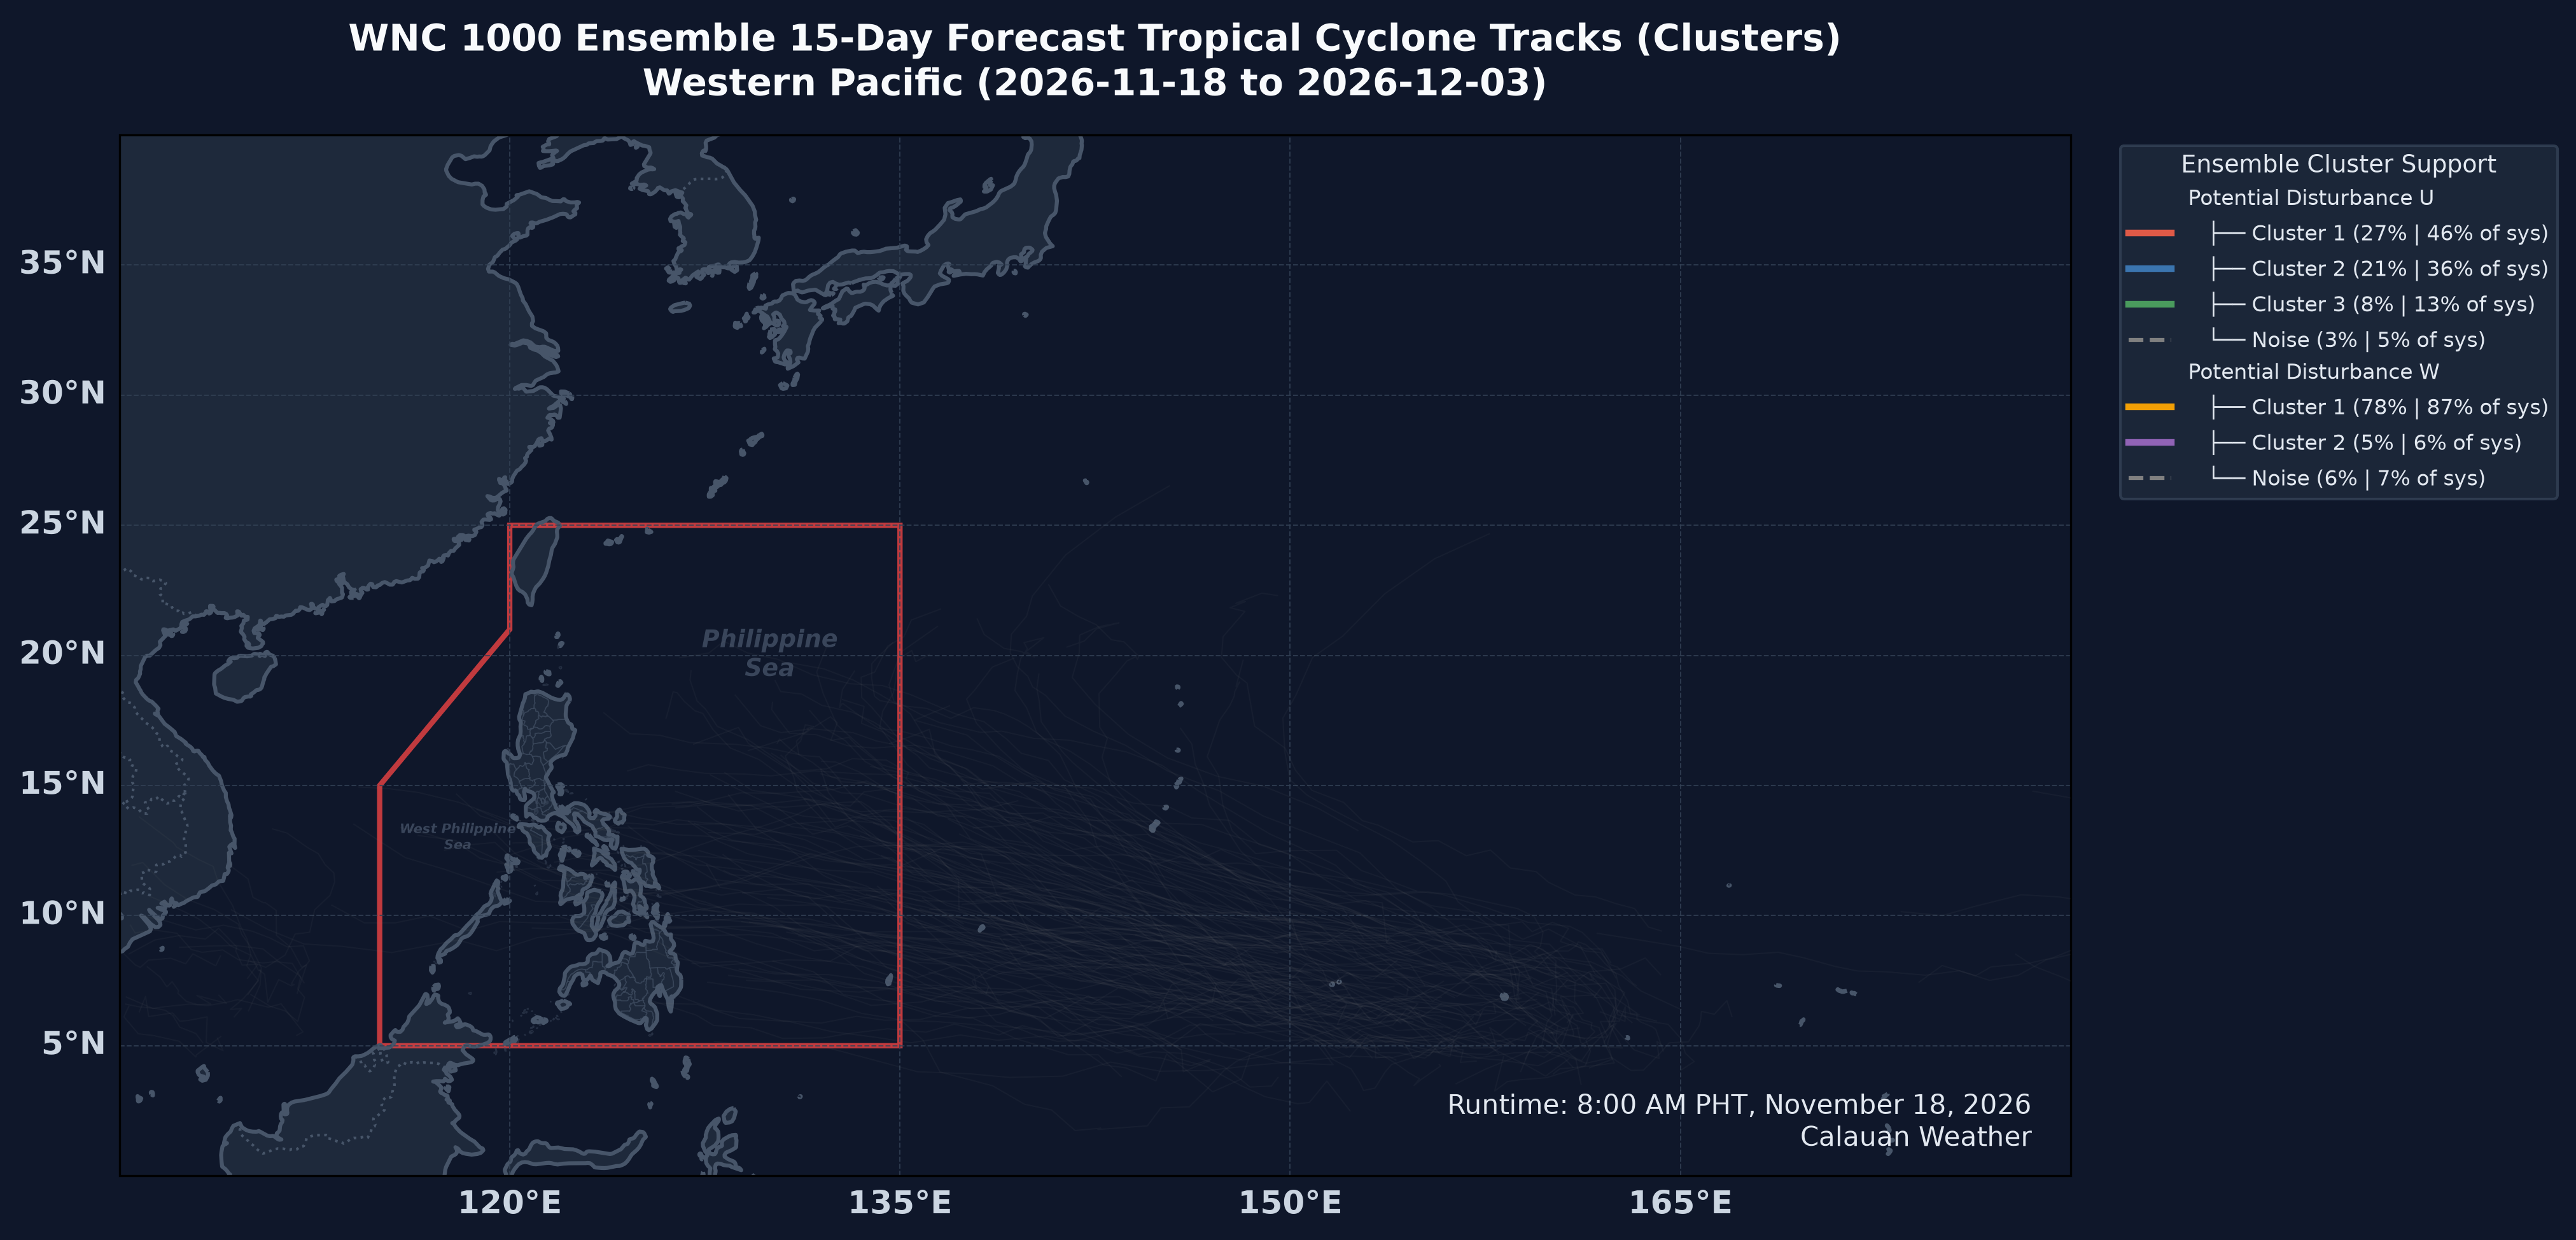 WNC 1000 Ensemble 15-Day Forecast Tropical Cyclone Tracks (Clusters)
Western Pacific (2026-11-18 to 2026-12-03)
Ensemble Cluster Support
Potential Disturbance U
Cluster 1 (27% | 46% of sys)
Cluster 2 (21% | 36% of sys)
Cluster 3 (8% | 13% of sys)
Noise (3% | 5% of sys)
Potential Disturbance W
Cluster 1 (78% | 87% of sys)
Cluster 2 (5% | 6% of sys)
Noise (6% | 7% of sys)
35°N
30°N
25°N
20°N
15°N
10°N
5°N
Philippine
Sea
West Philippine
Sea
Runtime: 8:00 AM PHT, November 18, 2026
Calauan Weather
120°E
135°E
150°E
165°E